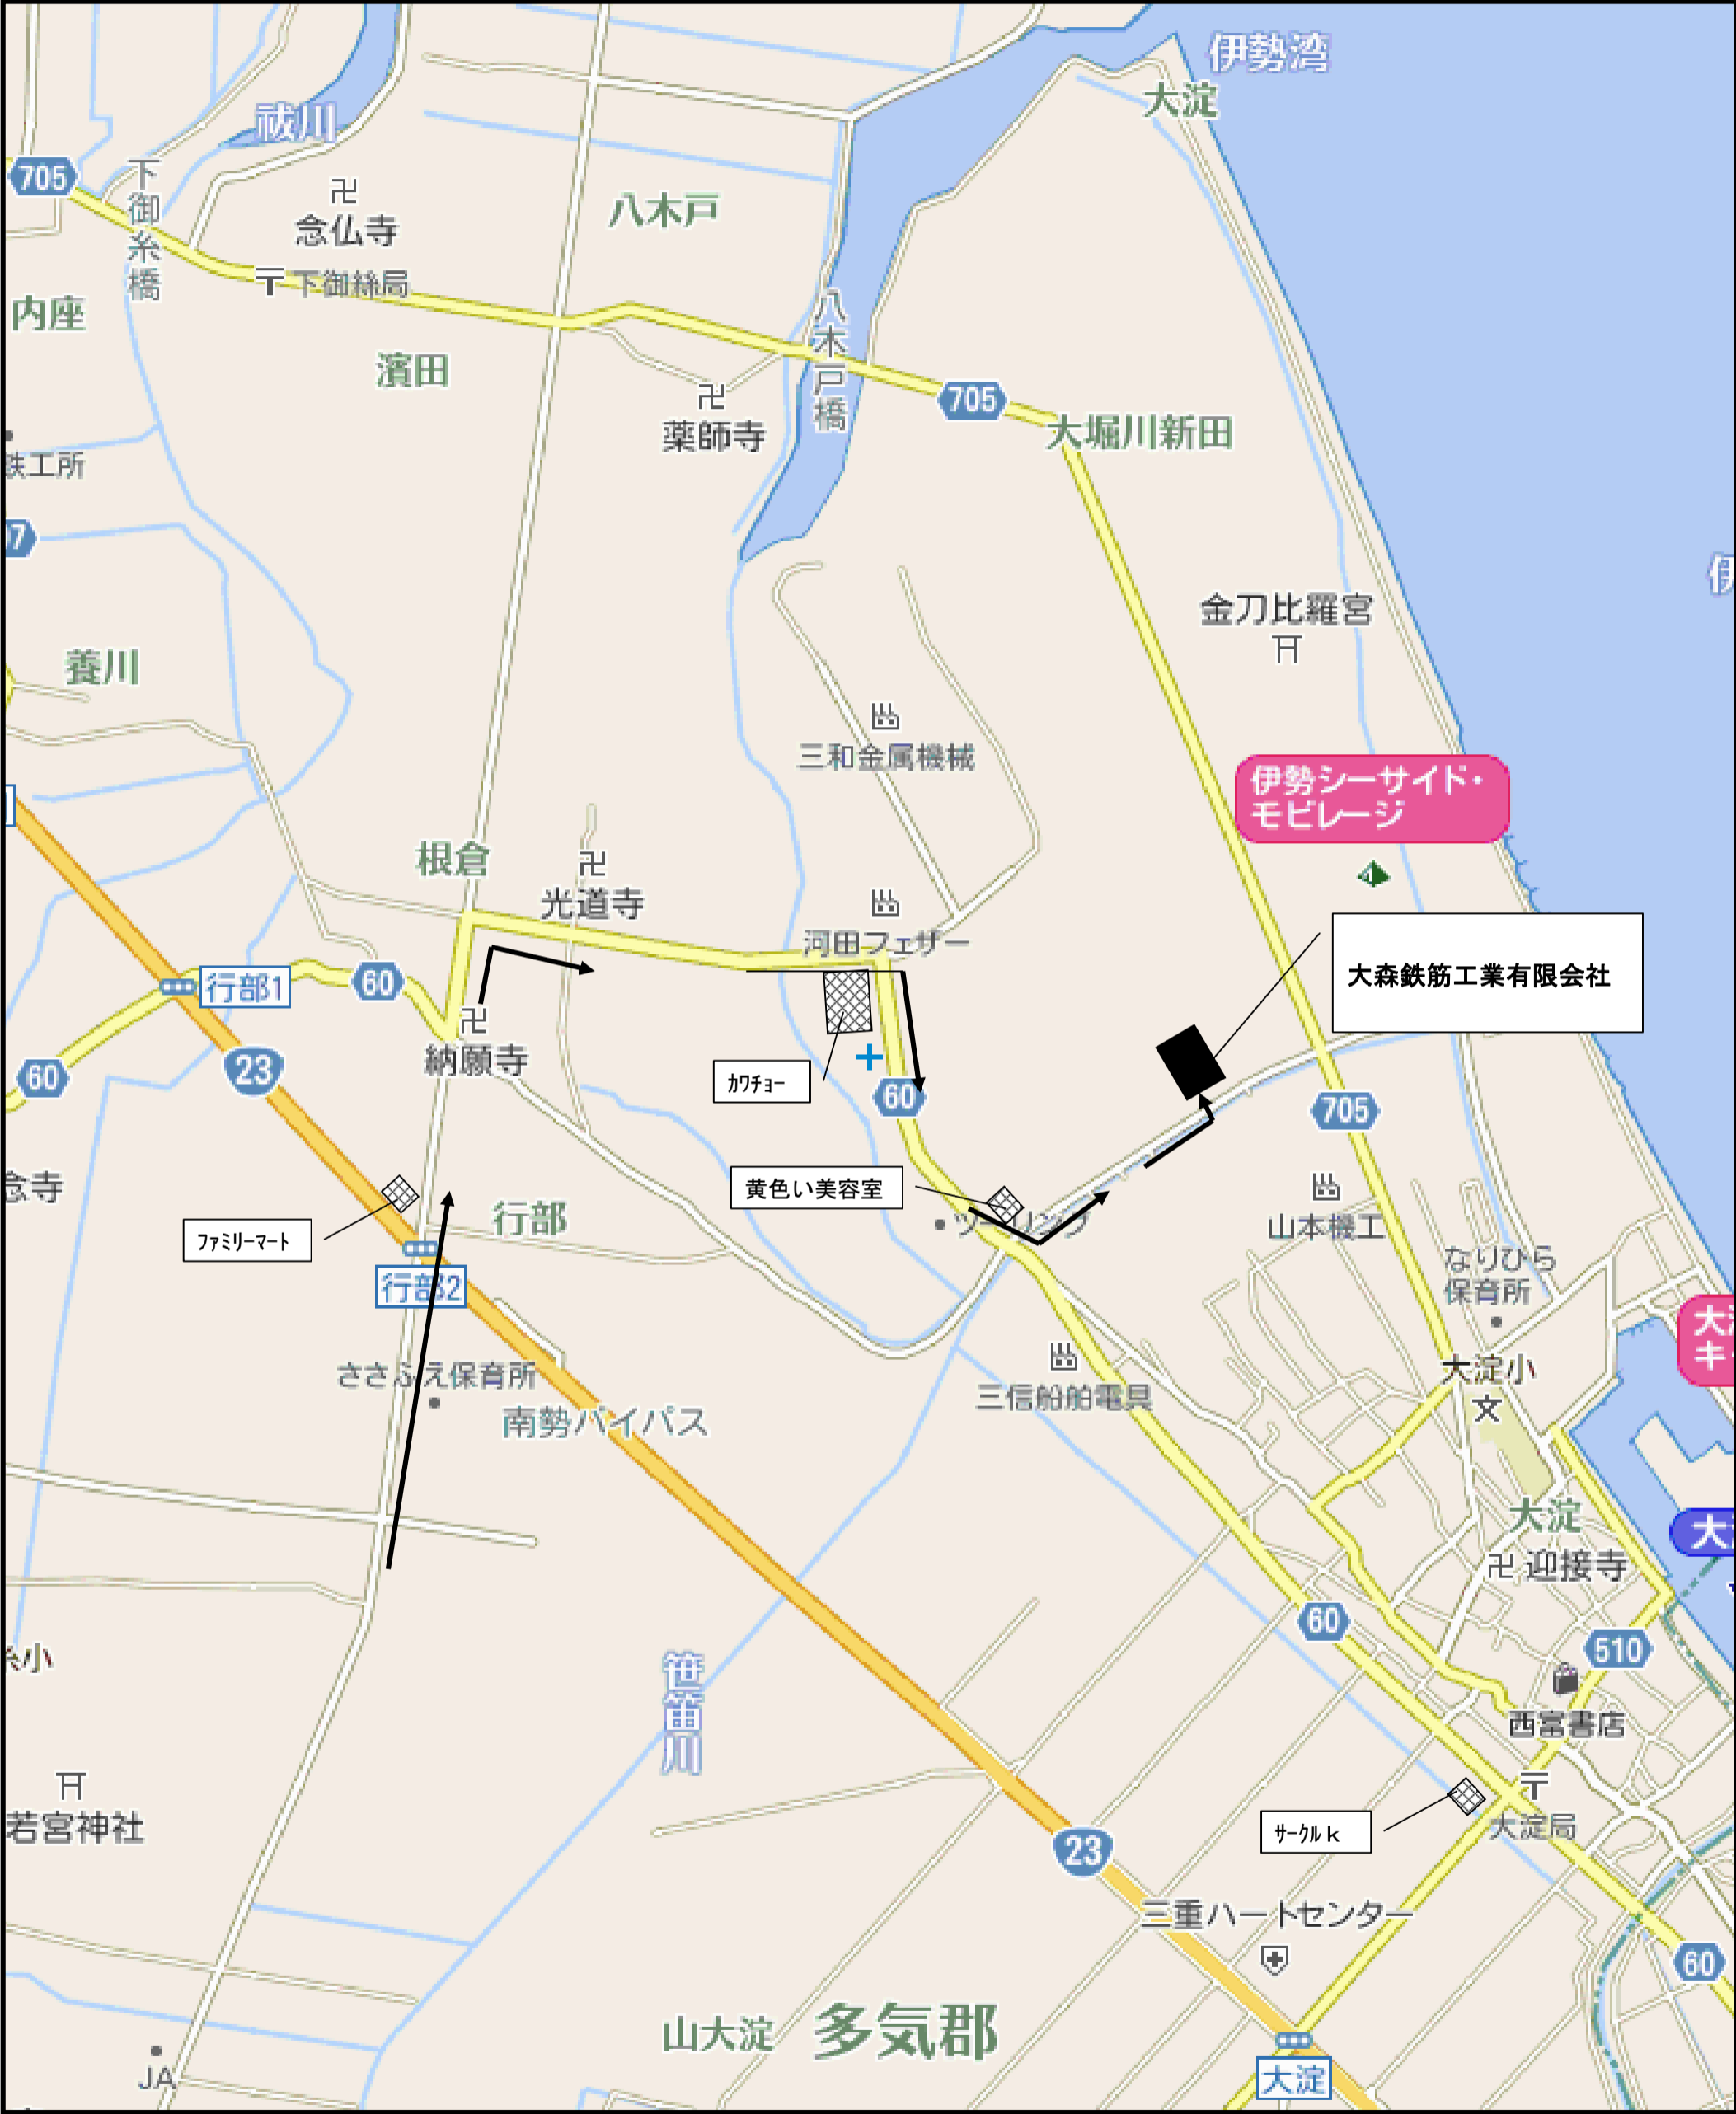 伊勢湾
大淀
祓川
705
下御糸橋
卍
念仏寺
八木戸
〒下御絲局
内座
八木戸橋
濱田
卍
薬師寺
705
大堀川新田
鉄工所
金刀比羅宮
養川
三和金属機械
伊勢シーサイド・
モビレージ
根倉
卍
光道寺
河田フェザー
大森鉄筋工業有限会社
行部1
60
卍
納願寺
60
23
ｶﾜﾁｮｰ
60
705
念寺
黄色い美容室
ツーリング
ﾌｧﾐﾘｰﾏｰﾄ
行部
山本機工
行部2
なりひら
保育所
ささふえ保育所
三信船舶電具
大淀小
文
南勢バイパス
大淀
卍迎接寺
60
510
糸小
笹笛川
西富書店
若宮神社
ｻｰｸﾙｋ
〒
大淀局
23
三重ハートセンター
60
山大淀
多気郡
JA
大淀